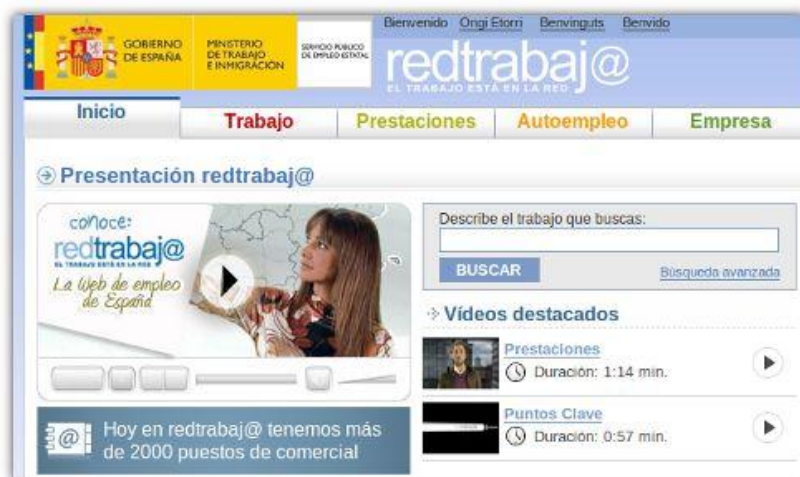 GOBIERNO
DE ESPAÑA
MINISTERIO
DE TRABAJO
E INMIGRACIÓN
SERVICIO PÚBLICO
DE EMPLEO ESTATAL
Bienvenido Ongi Etorri Benvinguts Benvido
redtrabaj@
EL TRABAJO ESTÁ EN LA RED
Inicio Trabajo Prestaciones Autoempleo Empresa
Presentación redtrabaj@
conoce:
redtrabaj@
EL TRABAJO ESTÁ EN LA RED
La Web de empleo
de España
Describe el trabajo que buscas:
BUSCAR Búsqueda avanzada
Vídeos destacados
Prestaciones
Duración: 1:14 min.
Puntos Clave
Duración: 0:57 min.
@ Hoy en redtrabaj@ tenemos más
de 2000 puestos de comercial